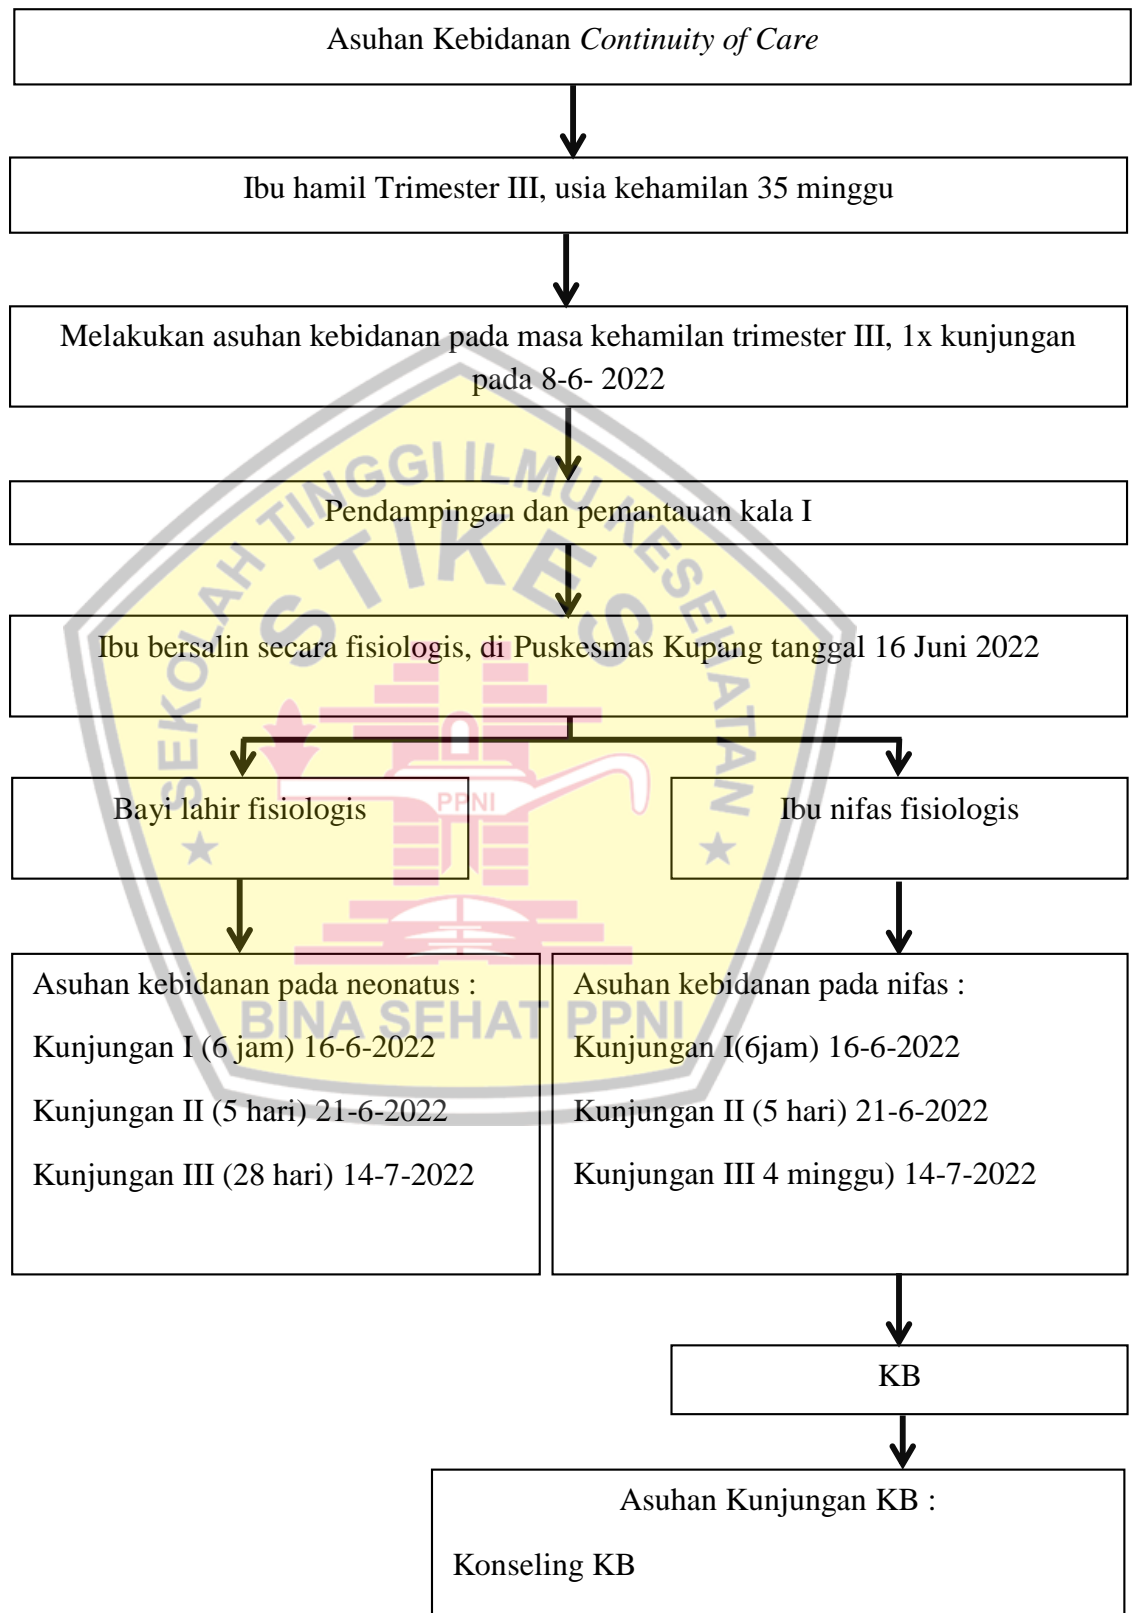 Asuhan Kebidanan Continuity of Care
Ibu hamil Trimester III, usia kehamilan 35 minggu
Melakukan asuhan kebidanan pada masa kehamilan trimester III, 1x kunjungan
pada 8-6- 2022
Pendampingan dan pemantauan kala I
Ibu bersalin secara fisiologis, di Puskesmas Kupang tanggal 16 Juni 2022
Bayi lahir fisiologis
Ibu nifas fisiologis
Asuhan kebidanan pada neonatus :
Kunjungan I (6 jam) 16-6-2022
Kunjungan II (5 hari) 21-6-2022
Kunjungan III (28 hari) 14-7-2022
Asuhan kebidanan pada nifas :
Kunjungan I(6jam) 16-6-2022
Kunjungan II (5 hari) 21-6-2022
Kunjungan III 4 minggu) 14-7-2022
KB
Asuhan Kunjungan KB :
Konseling KB
SEKOLAH TINGGI ILMU KESEHATAN
STIKES
PPNI
BINA SEHAT PPNI